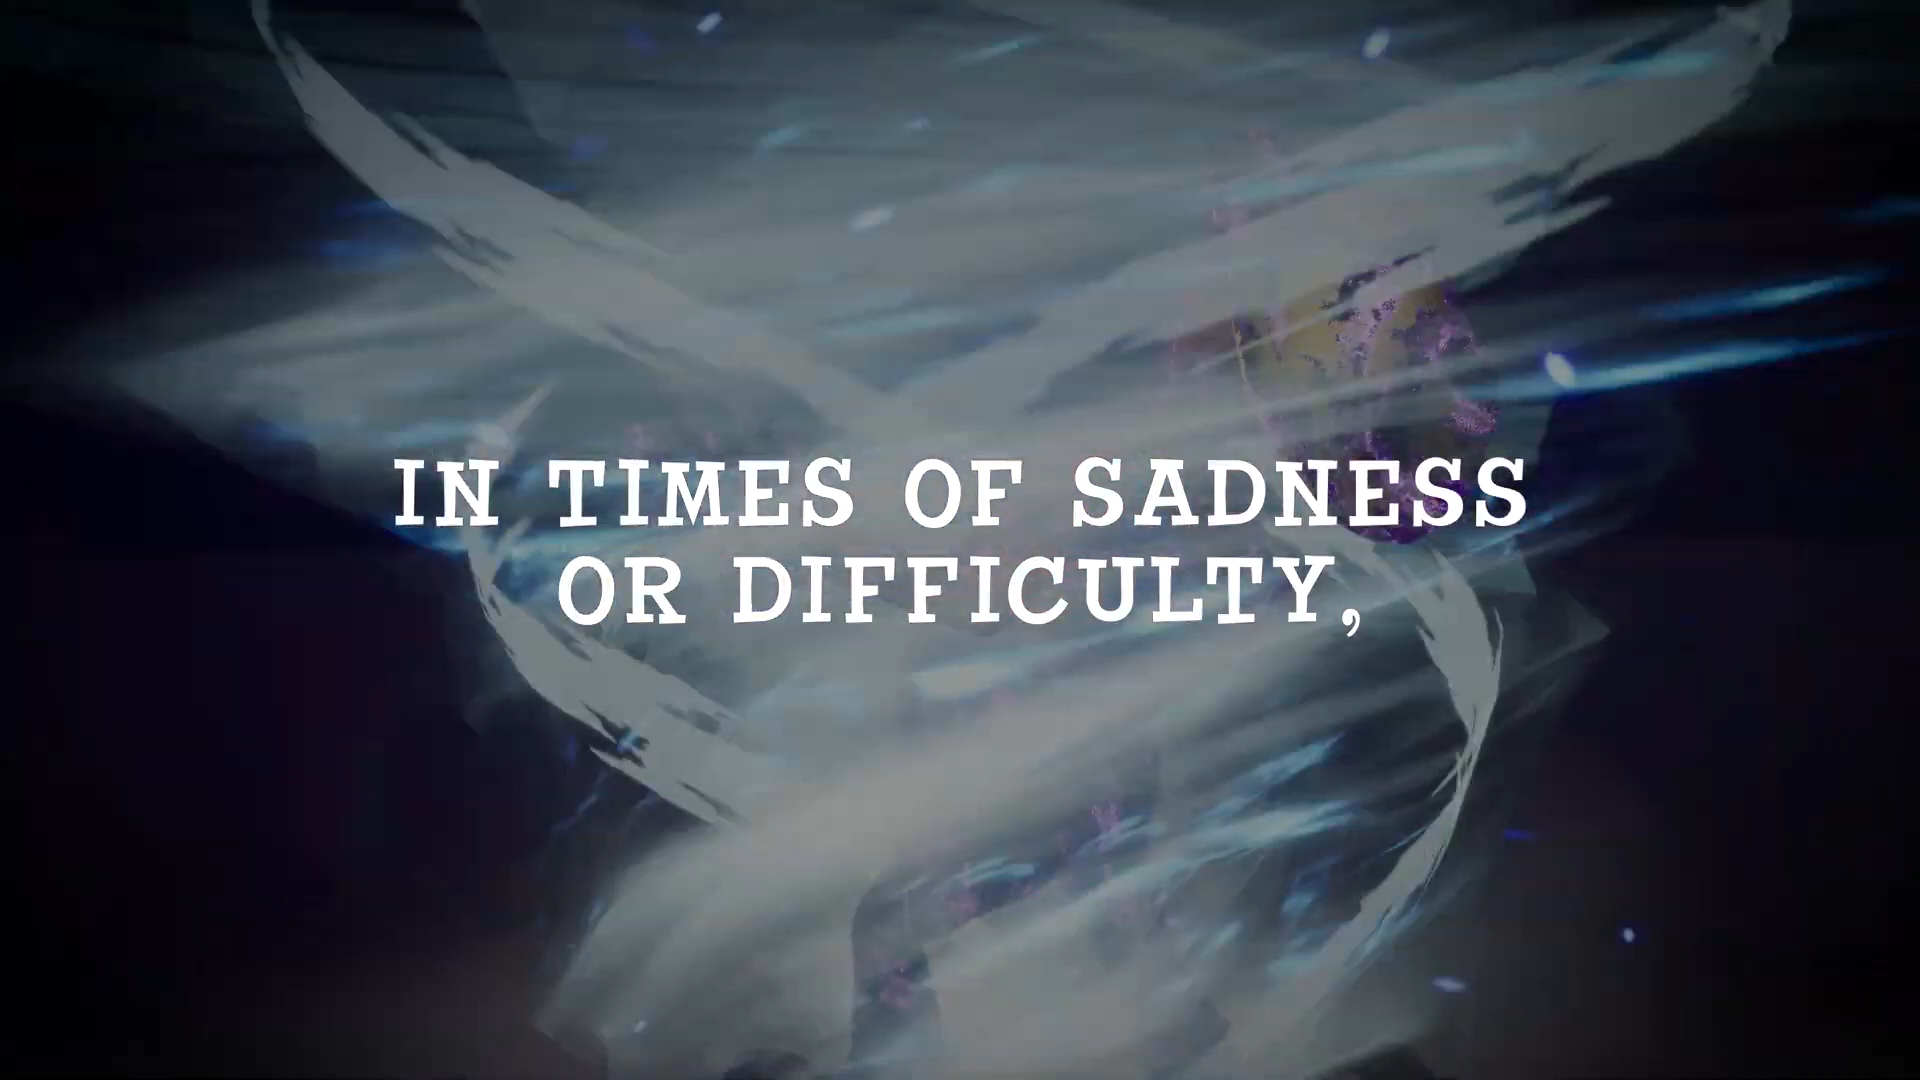 IN TIMES OF SADNESS
OR DIFFICULTY,